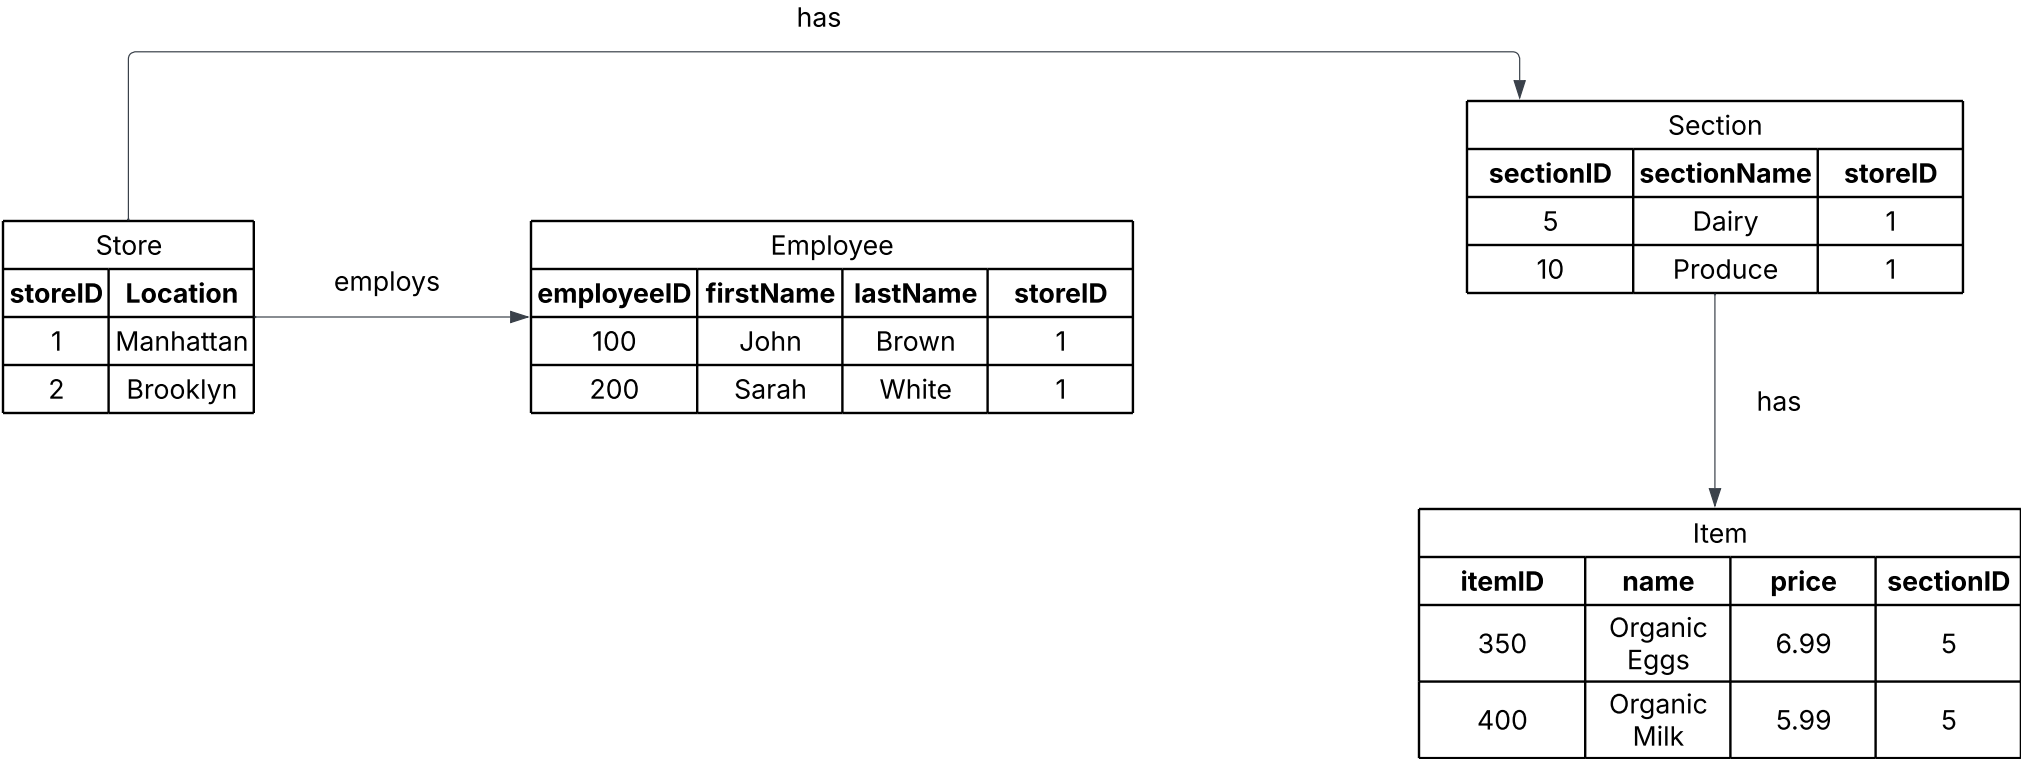 has
Section
sectionID sectionName storeID
5 Dairy 1
10 Produce 1
Store
storeID Location
1 Manhattan
2 Brooklyn
employs
Employee
employeeID firstName lastName storeID
100 John Brown 1
200 Sarah White 1
has
Item
itemID name price sectionID
350 Organic Eggs 6.99 5
400 Organic Milk 5.99 5